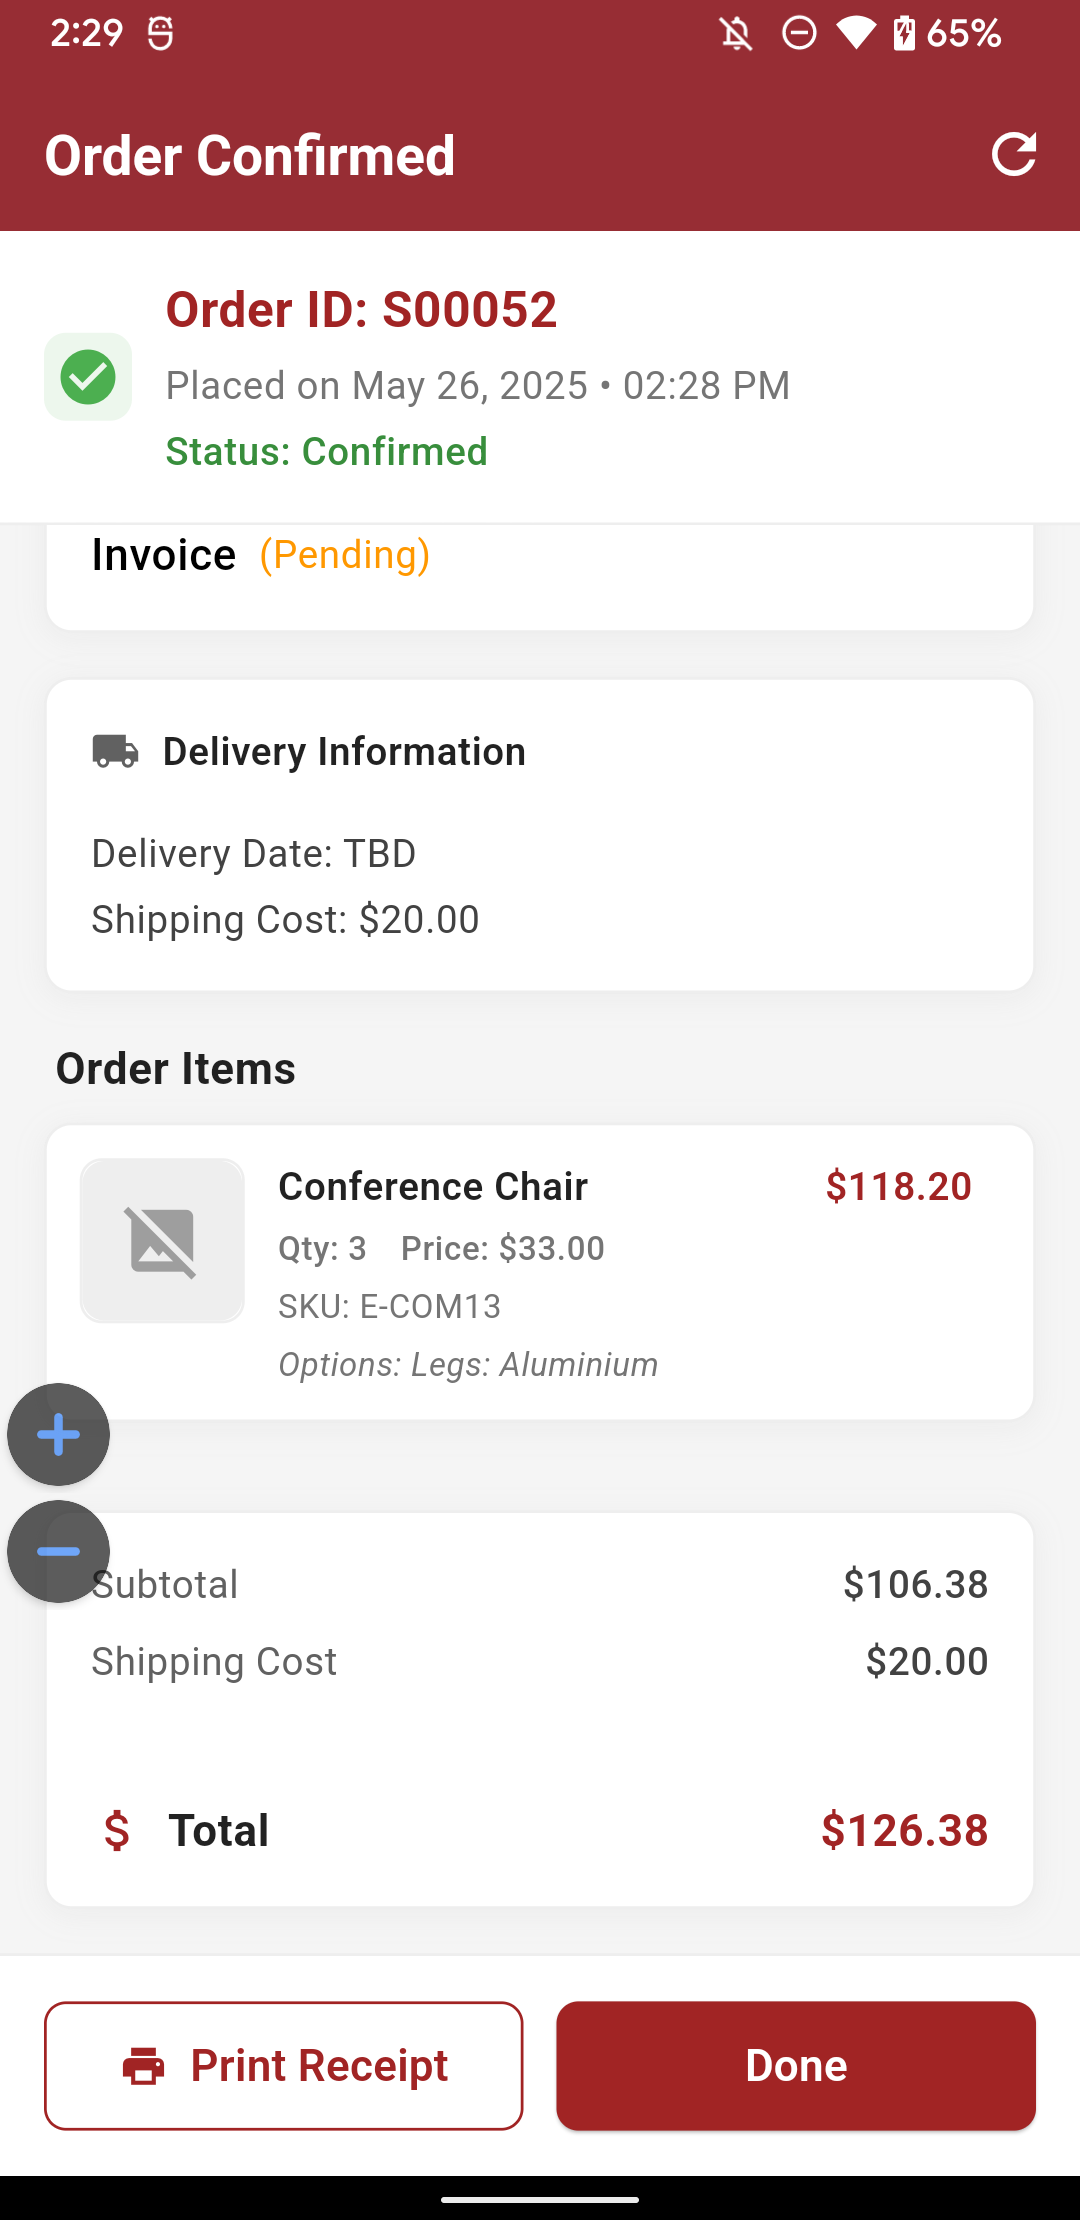 2:29 65%
Order Confirmed
Order ID: S00052
Placed on May 26, 2025 • 02:28 PM
Status: Confirmed
Invoice (Pending)
Delivery Information
Delivery Date: TBD
Shipping Cost: $20.00
Order Items
Conference Chair $118.20
Qty: 3 Price: $33.00
SKU: E-COM13
Options: Legs: Aluminium
Subtotal $106.38
Shipping Cost $20.00
$ Total $126.38
Print Receipt Done